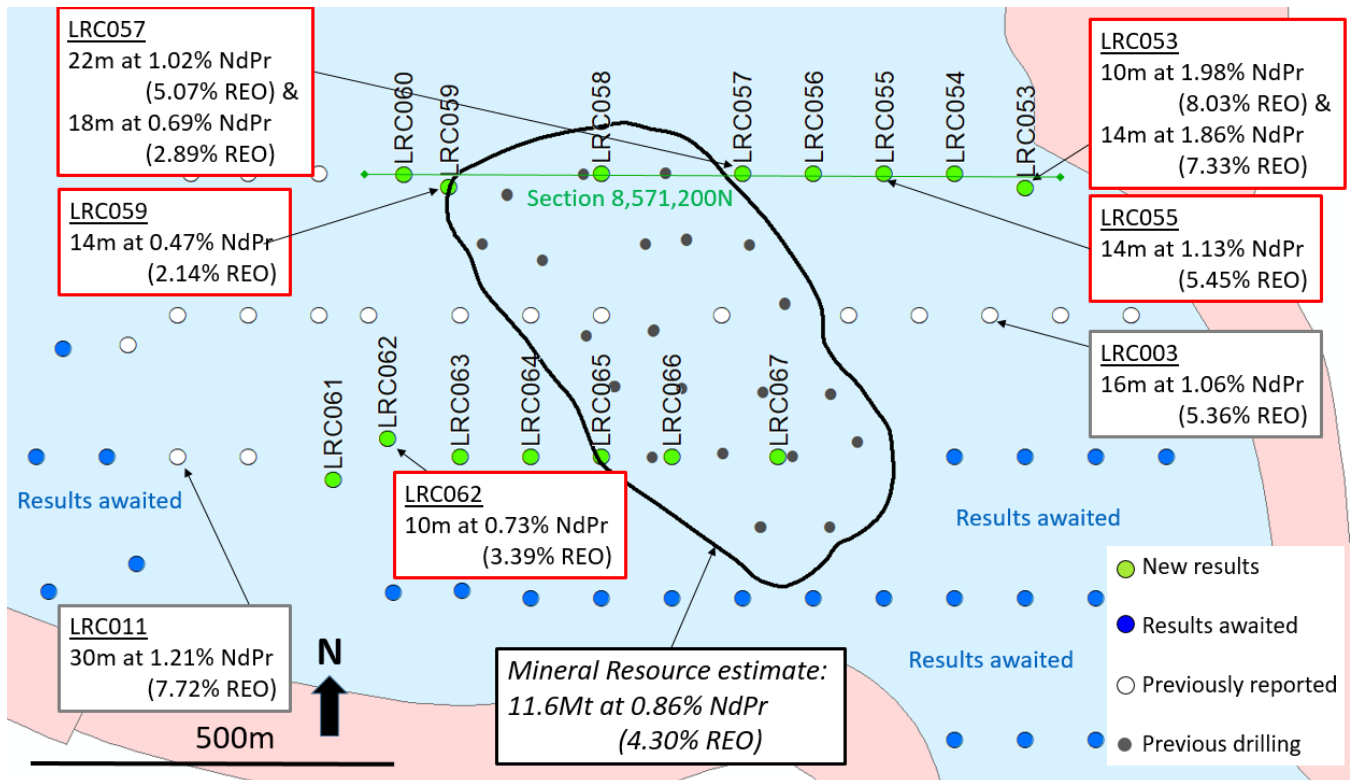 LRC057
22m at 1.02% NdPr
(5.07% REO) &
18m at 0.69% NdPr
(2.89% REO)
LRC053
10m at 1.98% NdPr
(8.03% REO) &
14m at 1.86% NdPr
(7.33% REO)
LRC060
LRC059
LRC058
LRC057
LRC056
LRC055
LRC054
LRC053
Section 8,571,200N
LRC059
14m at 0.47% NdPr
(2.14% REO)
LRC055
14m at 1.13% NdPr
(5.45% REO)
LRC003
16m at 1.06% NdPr
(5.36% REO)
LRC061
LRC062
LRC063
LRC064
LRC065
LRC066
LRC067
Results awaited
LRC062
10m at 0.73% NdPr
(3.39% REO)
Results awaited
LRC011
30m at 1.21% NdPr
(7.72% REO)
N
500m
Mineral Resource estimate:
11.6Mt at 0.86% NdPr
(4.30% REO)
Results awaited
New results
Results awaited
Previously reported
Previous drilling